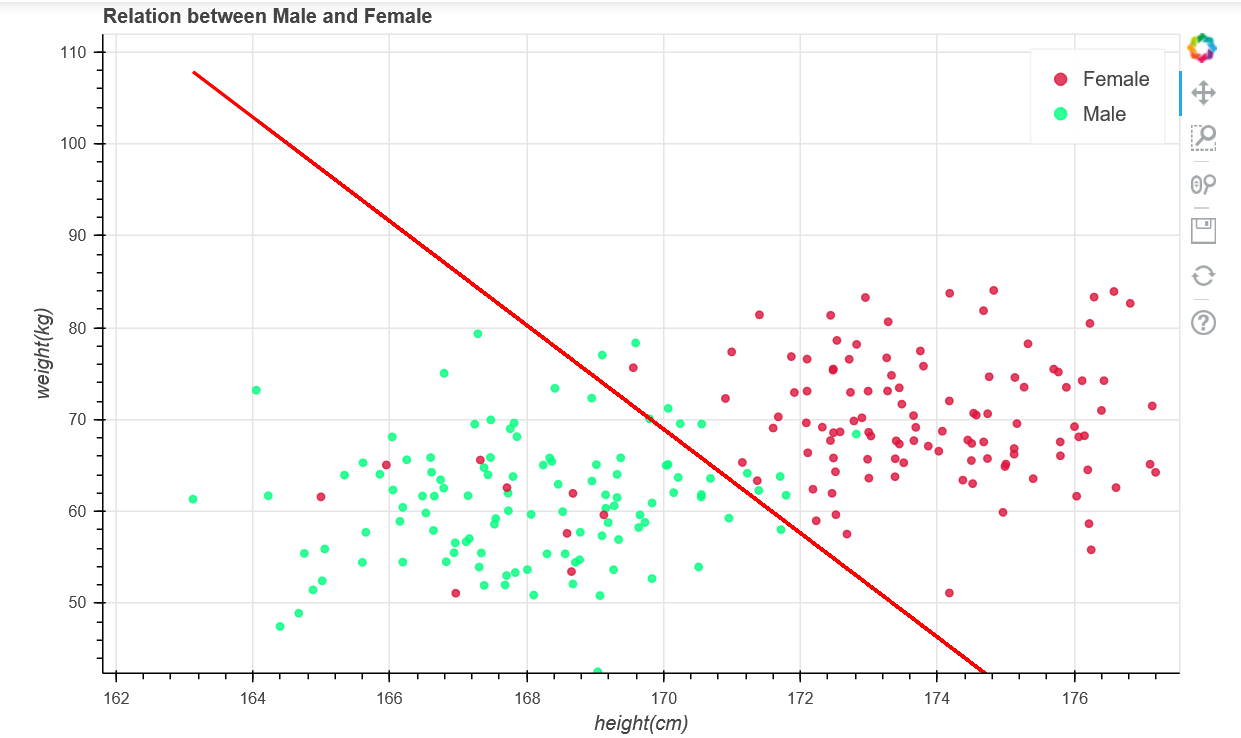 Relation between Male and Female
110
100
90
80
70
60
50
weight(kg)
Female
Male
162 164 166 168 170 172 174 176
height(cm)
?